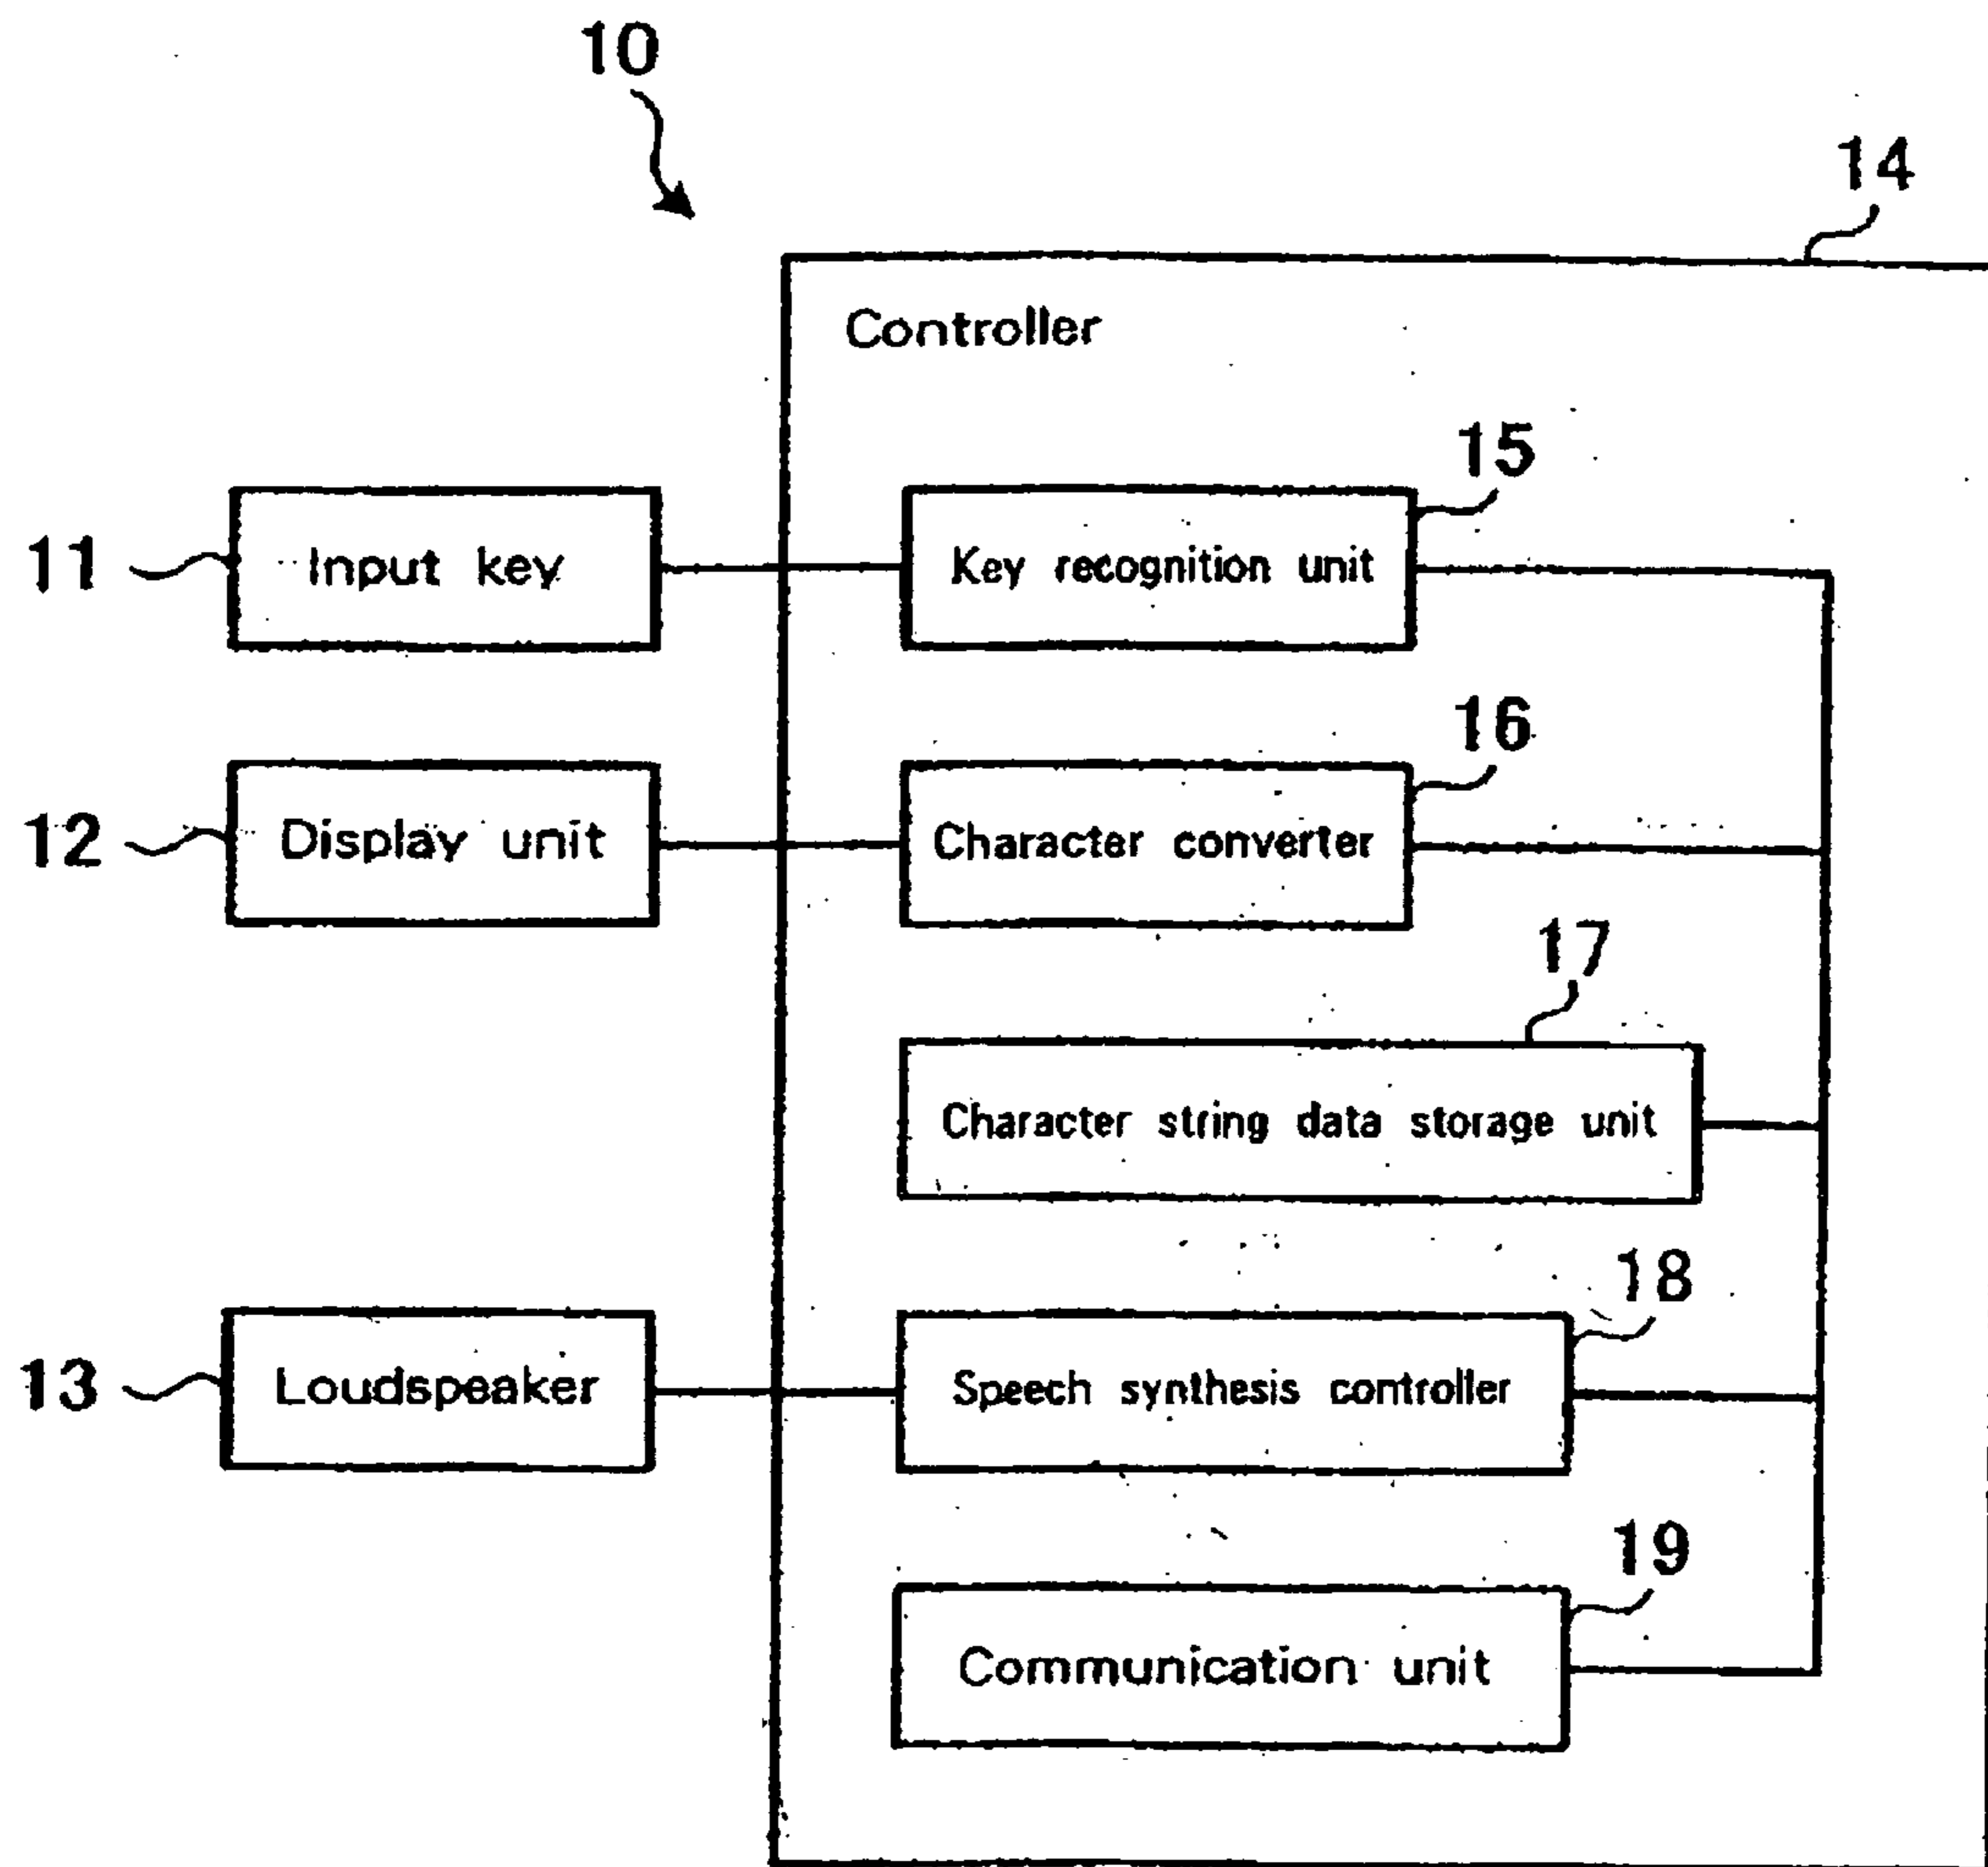 10
14
Controller
15
11
Input key
Key recognition unit
16
12
Display unit
Character converter
17
Character string data storage unit
18
13
Loudspeaker
Speech synthesis controller
19
Communication unit